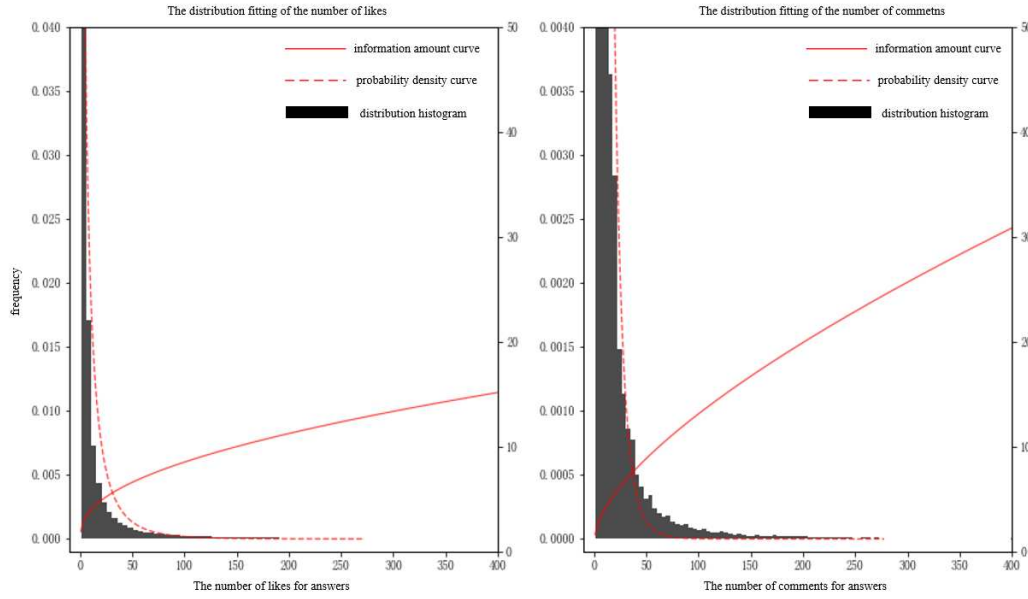 The distribution fitting of the number of likes
0.040
0.035
0.030
0.025
0.020
0.015
0.010
0.005
0.000
frequency
50
40
30
20
10
0
information amount curve
probability density curve
distribution histogram
0 50 100 150 200 250 300 350 400
The number of likes for answers
The distribution fitting of the number of commetns
0.0040
0.0035
0.0030
0.0025
0.0020
0.0015
0.0010
0.0005
0.0000
50
40
30
20
10
0
information amount curve
probability density curve
distribution histogram
0 50 100 150 200 250 300 350 400
The number of comments for answers